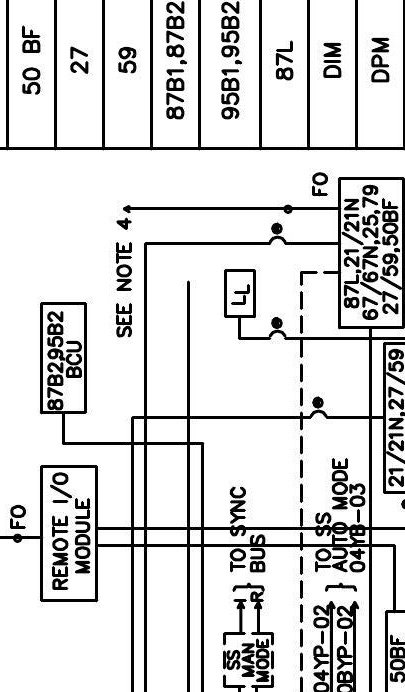 50 BF
27
59
87B1,87B2
95B1,95B2
87L
DIM
DPM
SEE NOTE 4
FO
87L,21/21N
67/67N,25,79
27/59,50BF
LL
87B2,95B2
BCU
21/21N,27/59
FO
REMOTE I/O
MODULE
TO SYNC
BUS
I
R
SS
MAN
MODE
TO SS
AUTO MODE
04YB-03
04YP-02
0BYP-02
50BF